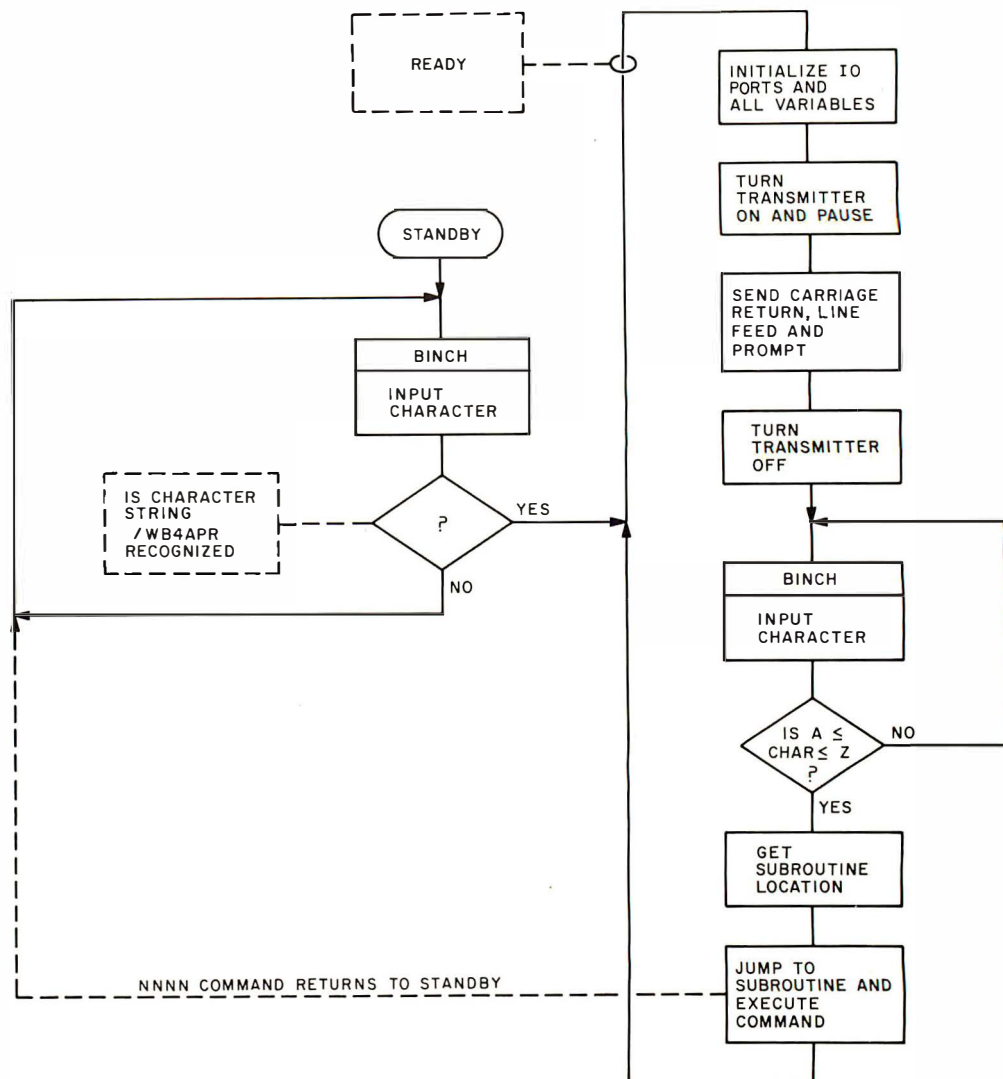 READY
INITIALIZE IO
PORTS AND
ALL VARIABLES
TURN
TRANSMITTER
ON AND PAUSE
STANDBY
SEND CARRIAGE
RETURN, LINE
FEED AND
PROMPT
BINCH
INPUT
CHARACTER
TURN
TRANSMITTER
OFF
IS CHARACTER
STRING
/WB4APR
RECOGNIZED
?
YES
NO
BINCH
INPUT
CHARACTER
IS A ≤
CHAR ≤ Z
?
NO
YES
GET
SUBROUTINE
LOCATION
NNNN COMMAND RETURNS TO STANDBY
JUMP TO
SUBROUTINE AND
EXECUTE
COMMAND